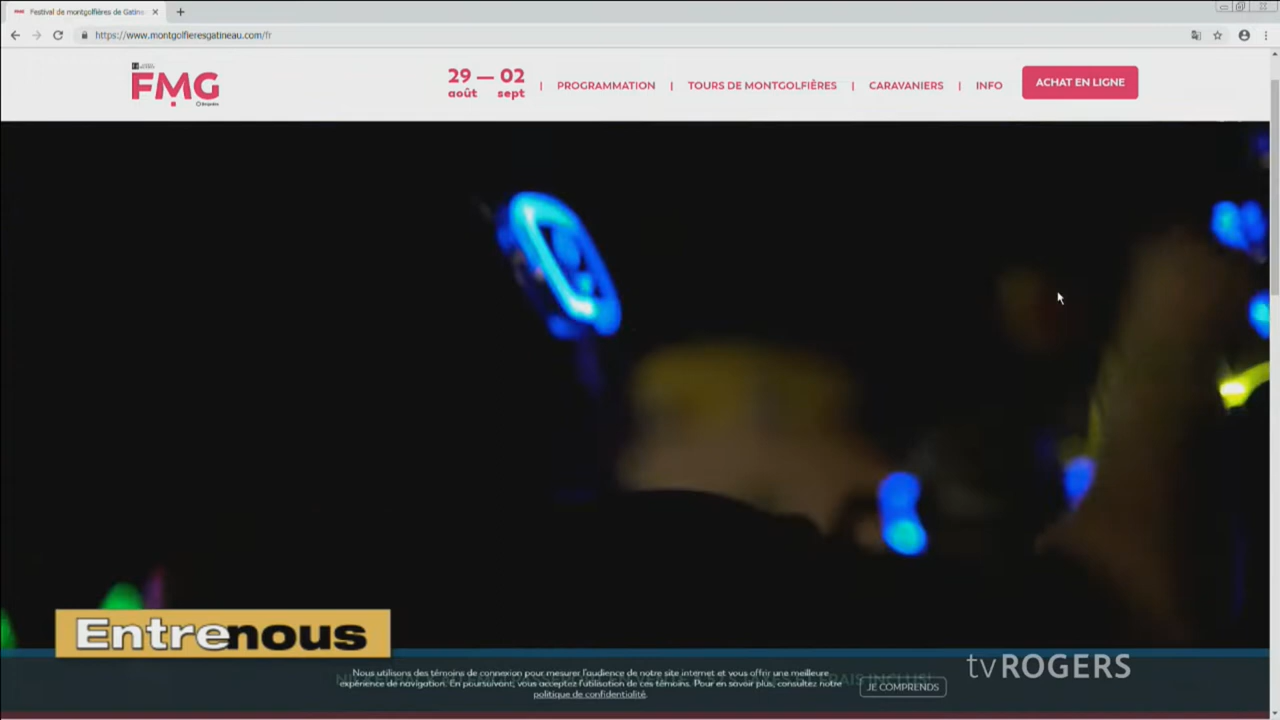 Festival de montgolfières de Gatine
https://www.montgolfieresgatineau.com/fr
FMG
29 — 02
août sept
PROGRAMMATION
TOURS DE MONTGOLFIÈRES
CARAVANIERS
INFO
ACHAT EN LIGNE
Entrenous
tvROGERS
Nous utilisons des témoins de connexion pour mesurer l'audience de notre site internet et vous offrir une meilleure
expérience de navigation. En poursuivant, vous acceptez l'utilisation de ces témoins. Pour en savoir plus, consultez notre
politique de confidentialité.
JE COMPRENDS